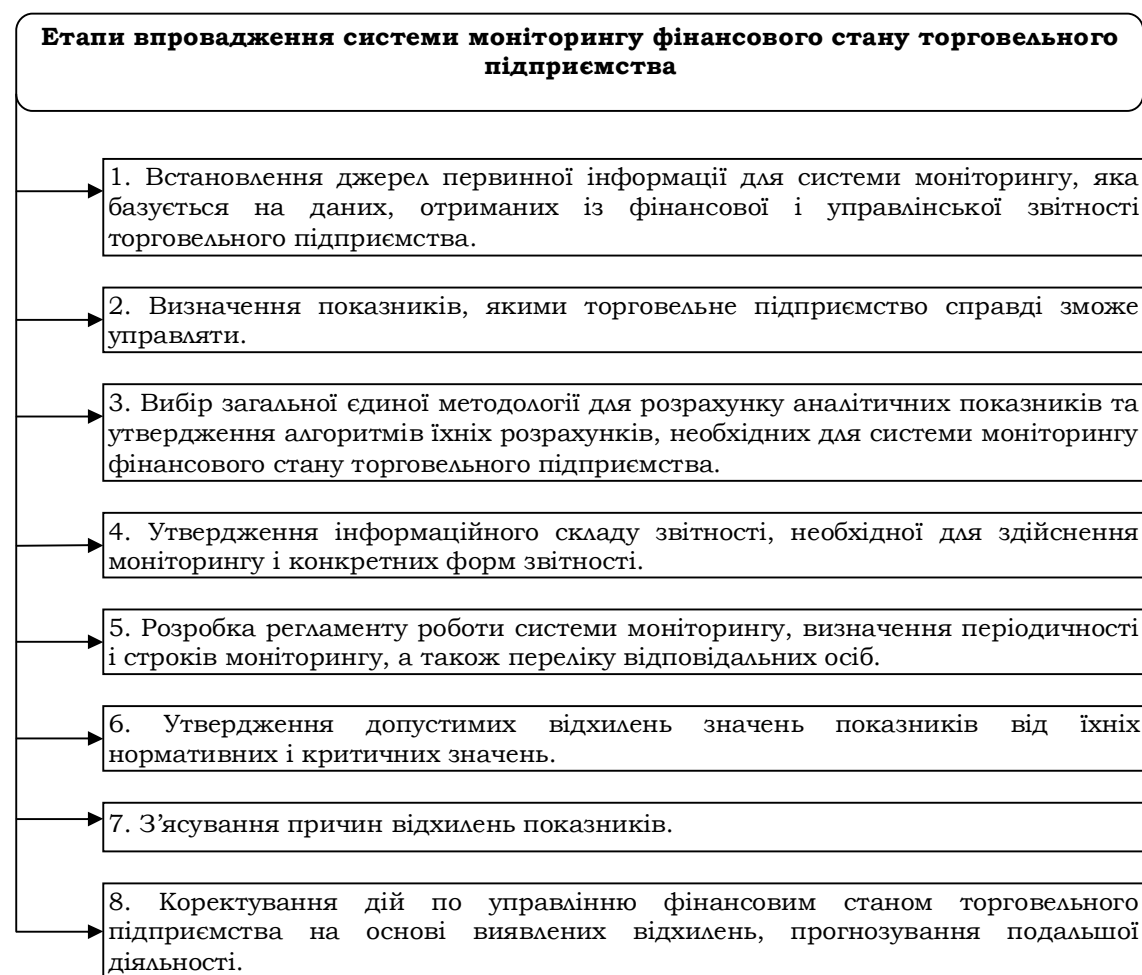 Етапи впровадження системи моніторингу фінансового стану торговельного
підприємства
1. Встановлення джерел первинної інформації для системи моніторингу, яка
базується на даних, отриманих із фінансової і управлінської звітності
торговельного підприємства.
2. Визначення показників, якими торговельне підприємство справді зможе
управляти.
3. Вибір загальної єдиної методології для розрахунку аналітичних показників та
утвердження алгоритмів їхніх розрахунків, необхідних для системи моніторингу
фінансового стану торговельного підприємства.
4. Утвердження інформаційного складу звітності, необхідної для здійснення
моніторингу і конкретних форм звітності.
5. Розробка регламенту роботи системи моніторингу, визначення періодичності
і строків моніторингу, а також переліку відповідальних осіб.
6. Утвердження допустимих відхилень значень показників від їхніх
нормативних і критичних значень.
7. З’ясування причин відхилень показників.
8. Коректування дій по управлінню фінансовим станом торговельного
підприємства на основі виявлених відхилень, прогнозування подальшої
діяльності.